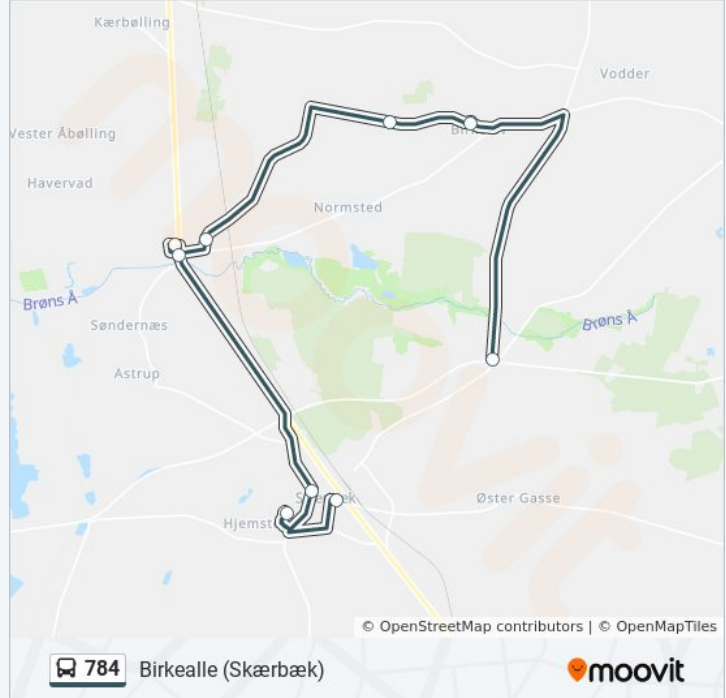 Kærbølling
Vodder
Vester Åbølling
Havervad
Normsted
Brøns Å
Brøns Å
Søndernæs
Astrup
Øster Gasse
© OpenStreetMap contributors | © OpenMapTiles
784 Birkealle (Skærbæk)
moovit